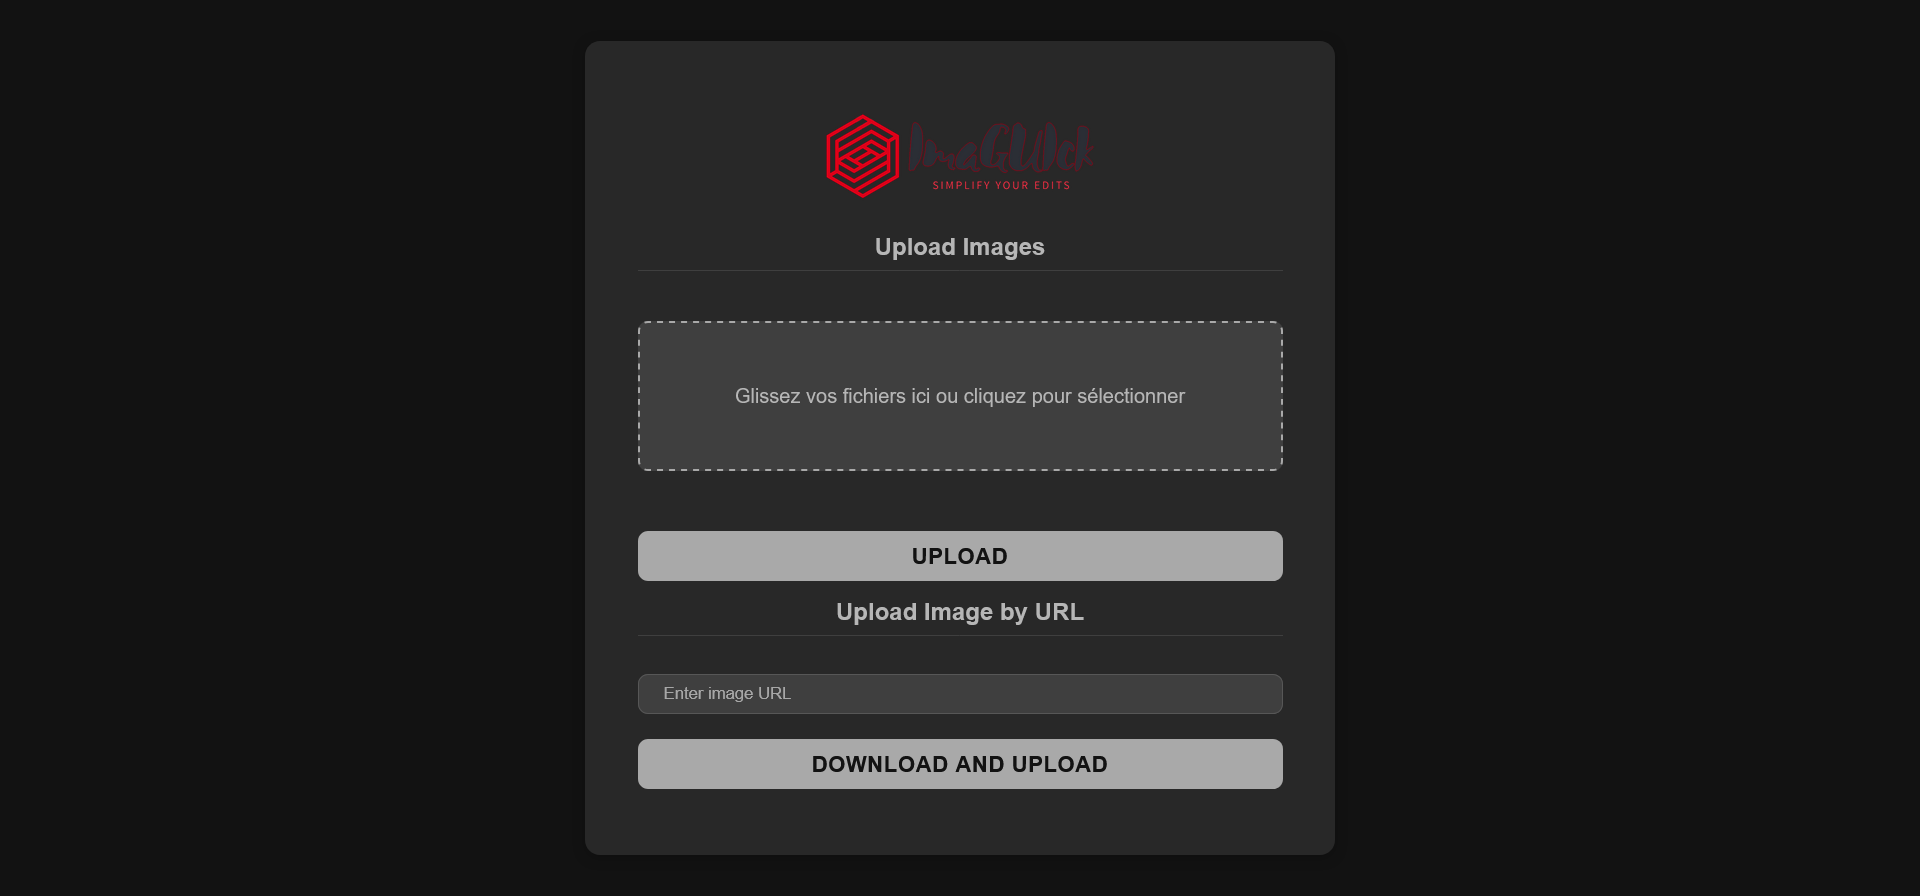 ImaGWck
SIMPLIFY YOUR EDITS
Upload Images
Glissez vos fichiers ici ou cliquez pour sélectionner
UPLOAD
Upload Image by URL
Enter image URL
DOWNLOAD AND UPLOAD